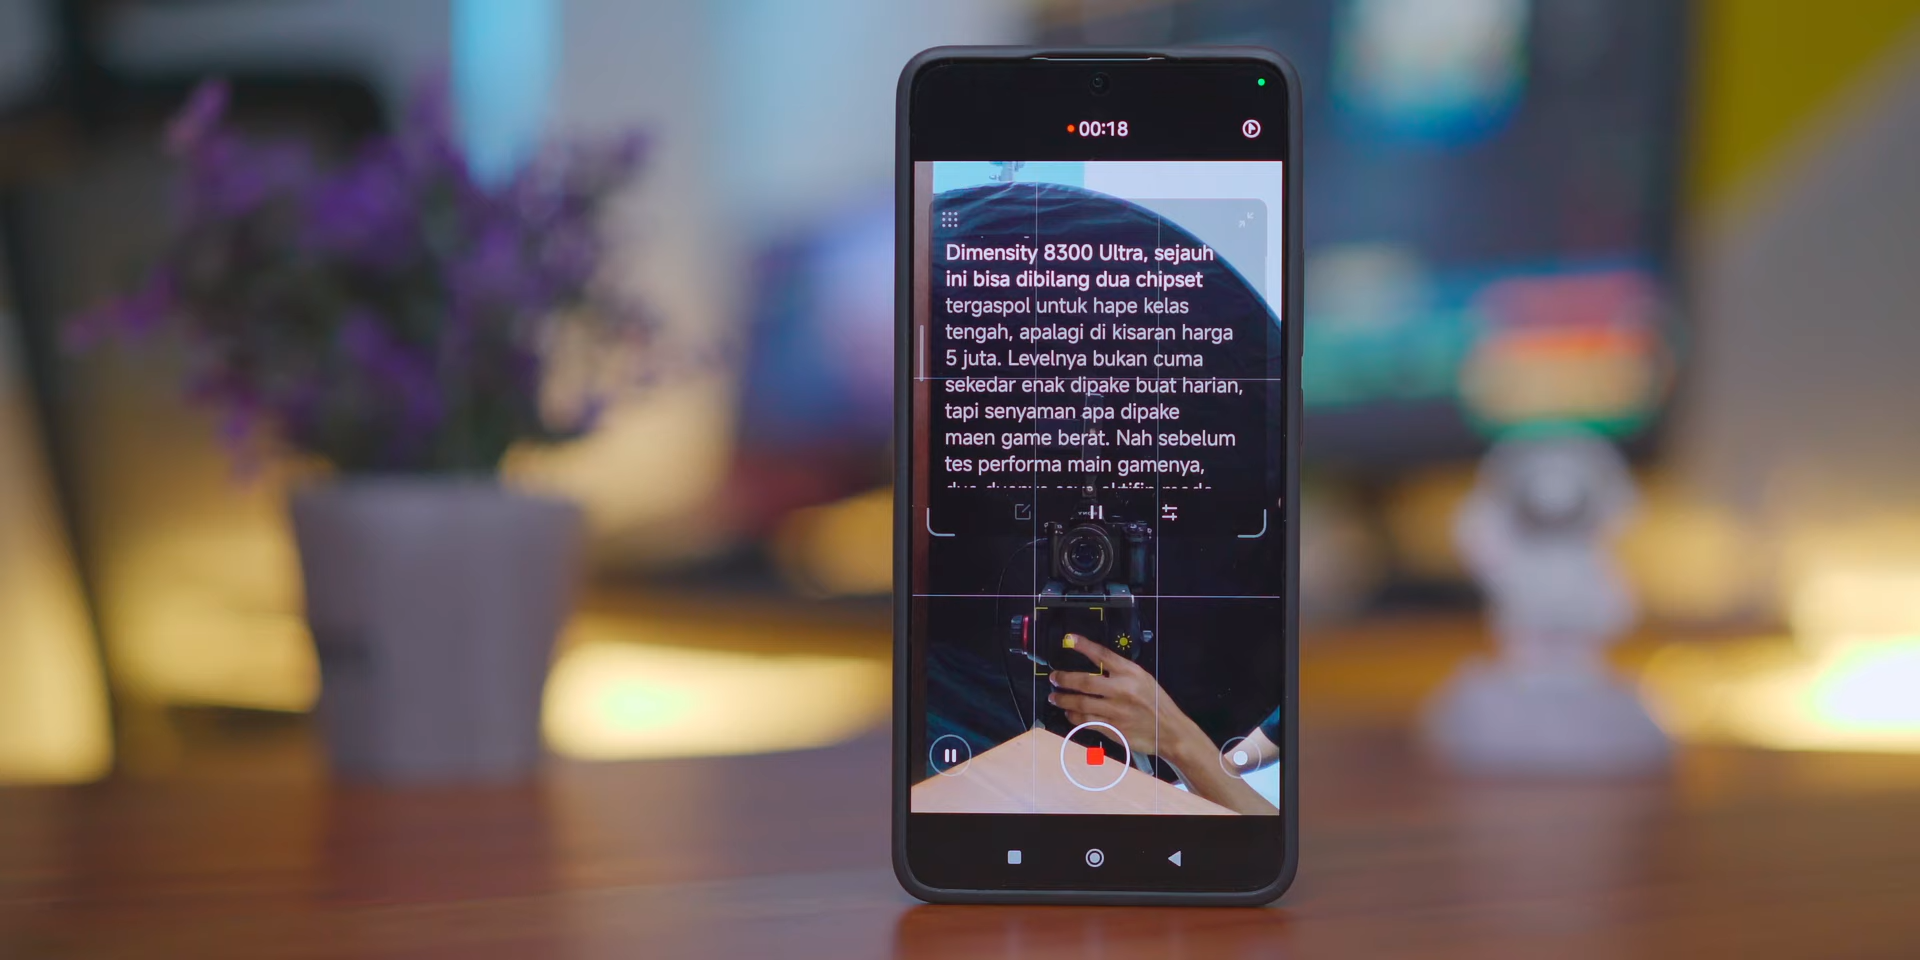 00:18
Dimensity 8300 Ultra, sejauh
ini bisa dibilang dua chipset
tergaspol untuk hape kelas
tengah, apalagi di kisaran harga
5 juta. Levelnya bukan cuma
sekedar enak dipake buat harian,
tapi senyaman apa dipake
maen game berat. Nah sebelum
tes performa main gamenya,